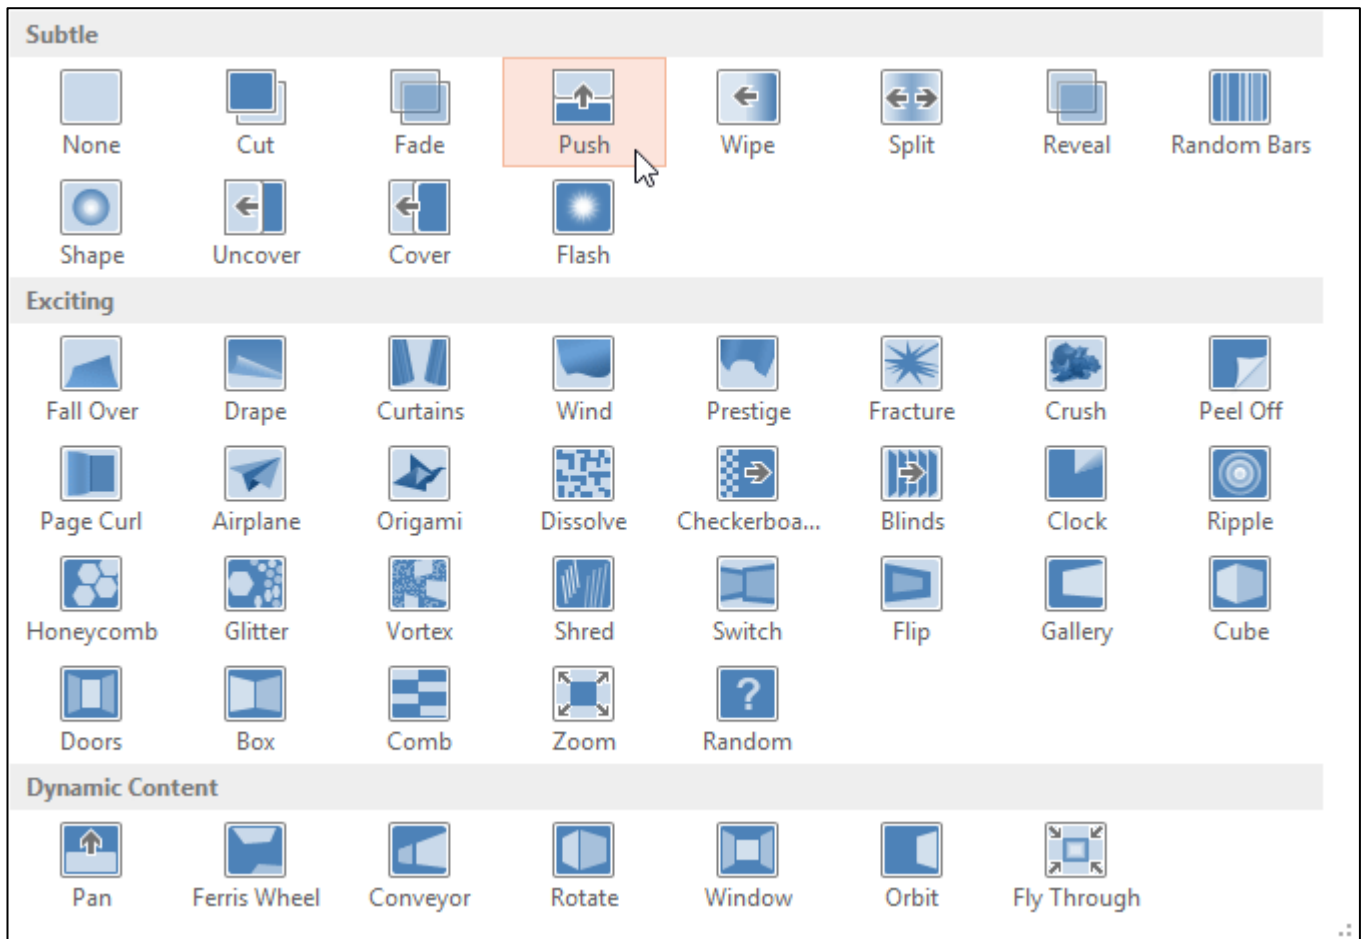 Subtle
None Cut Fade Push Wipe Split Reveal Random Bars
Shape Uncover Cover Flash
Exciting
Fall Over Drape Curtains Wind Prestige Fracture Crush Peel Off
Page Curl Airplane Origami Dissolve Checkerboa... Blinds Clock Ripple
Honeycomb Glitter Vortex Shred Switch Flip Gallery Cube
Doors Box Comb Zoom Random
Dynamic Content
Pan Ferris Wheel Conveyor Rotate Window Orbit Fly Through